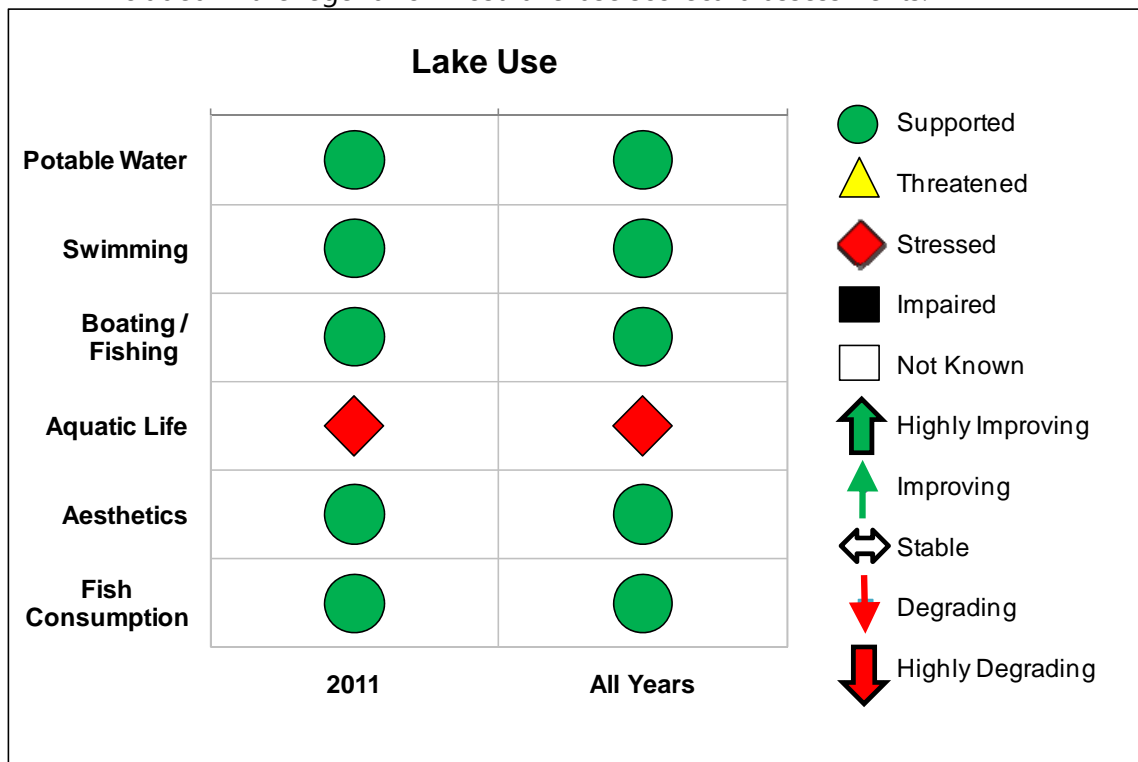 Lake Use
Potable Water
Swimming
Boating /
Fishing
Aquatic Life
Aesthetics
Fish
Consumption
2011
All Years
Supported
Threatened
Stressed
Impaired
Not Known
Highly Improving
Improving
Stable
Degrading
Highly Degrading